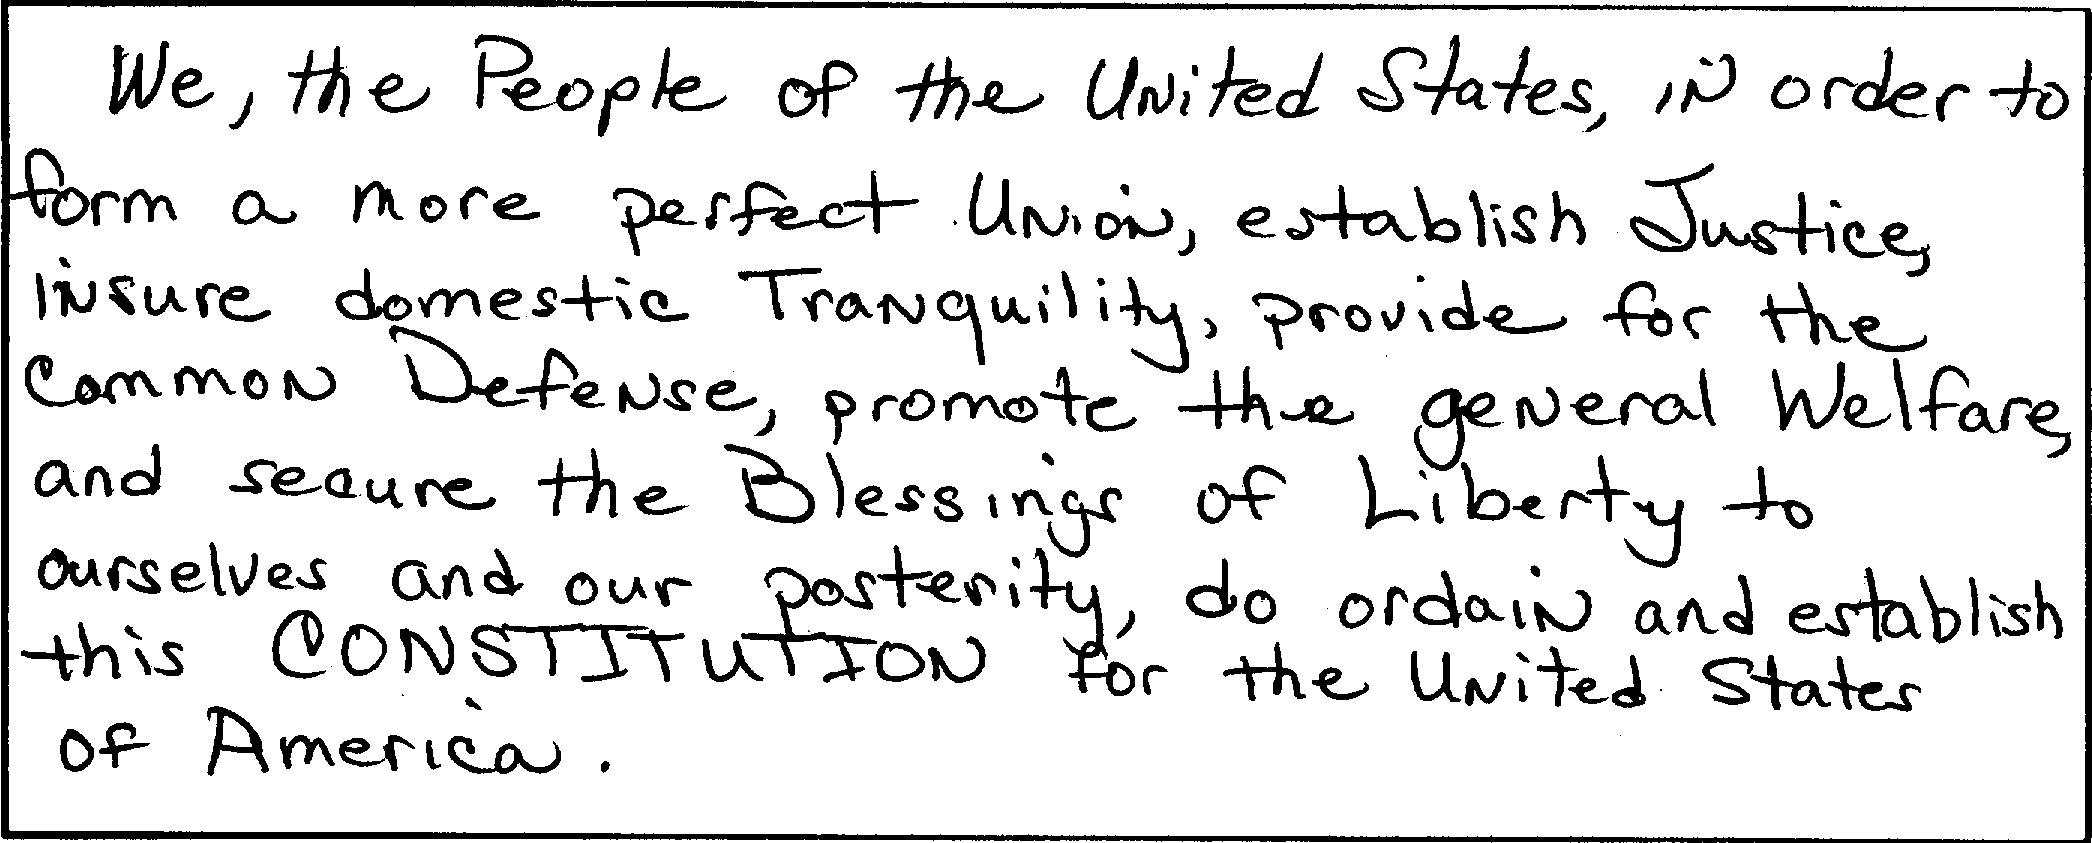 We, the People of the United States, in order to
form a more perfect Union, establish Justice,
insure domestic Tranquility, provide for the
Common Defense, promote the general Welfare,
and secure the Blessings of Liberty to
ourselves and our posterity, do ordain and establish
this CONSTITUTION for the United States
of America.